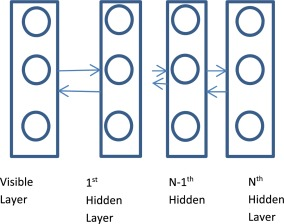 Visible Layer
1st Hidden Layer
N-1th Hidden
Nth Hidden Layer